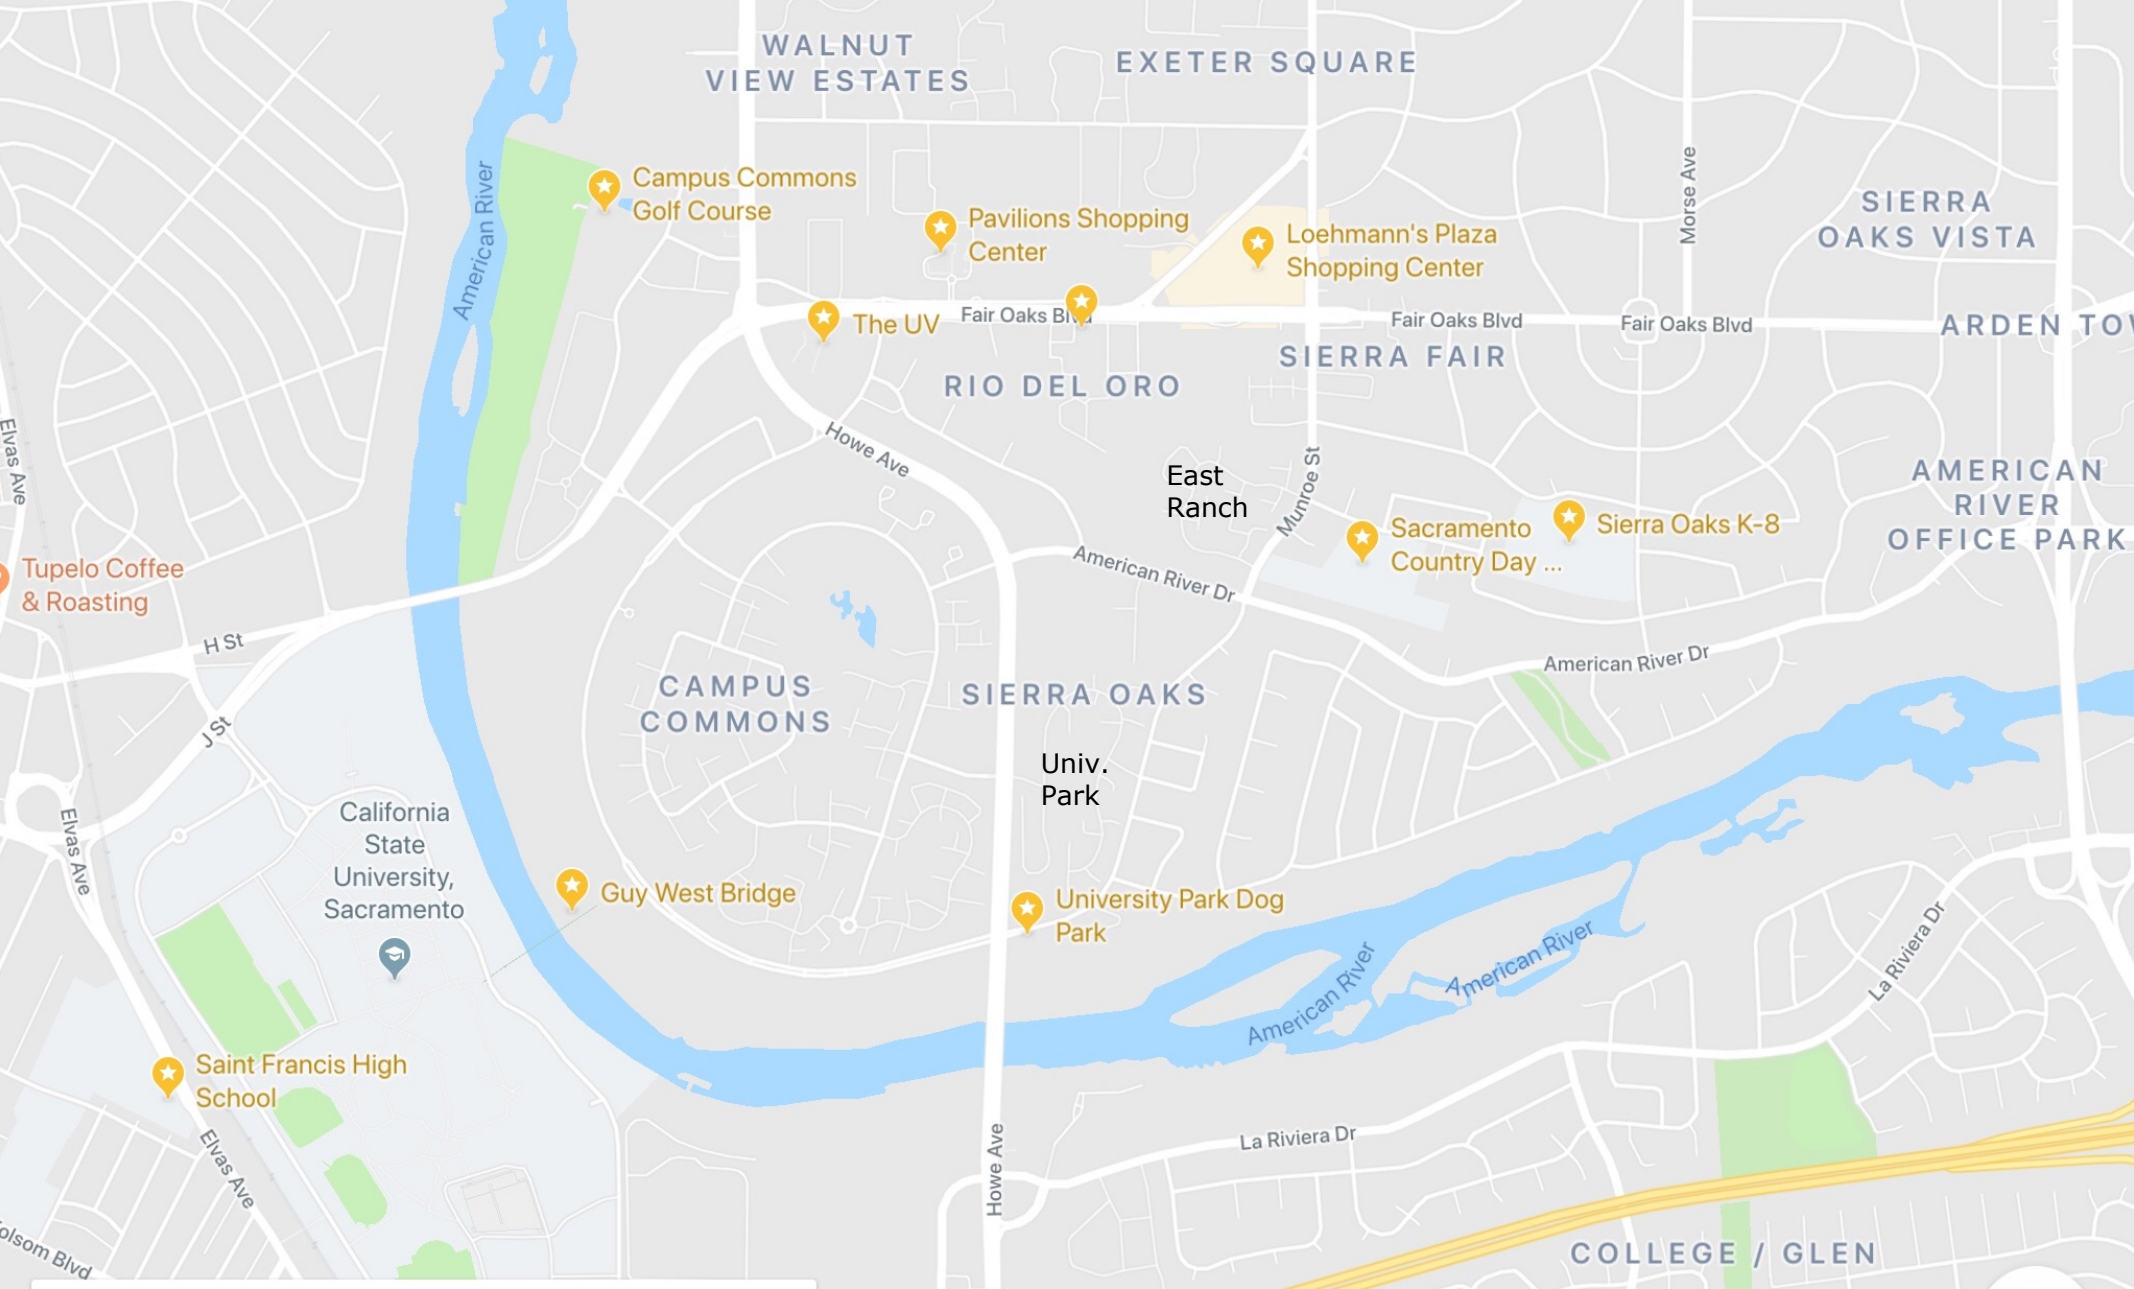 WALNUT
VIEW ESTATES
EXETER SQUARE
American River
Campus Commons
Golf Course
Pavilions Shopping
Center
Loehmann's Plaza
Shopping Center
Morse Ave
SIERRA
OAKS VISTA
The UV
Fair Oaks Blvd
Fair Oaks Blvd
Fair Oaks Blvd
ARDEN TOW
SIERRA FAIR
RIO DEL ORO
Elvas Ave
Howe Ave
East
Ranch
Munroe St
AMERICAN
RIVER
OFFICE PARK
Sacramento
Country Day ...
Sierra Oaks K-8
Tupelo Coffee
& Roasting
American River Dr
H St
American River Dr
CAMPUS
COMMONS
SIERRA OAKS
J St
Univ.
Park
Elvas Ave
California
State
University,
Sacramento
Guy West Bridge
University Park Dog
Park
American River
American River
La Riviera Dr
Saint Francis High
School
Elvas Ave
Howe Ave
La Riviera Dr
olsom Blvd
COLLEGE / GLEN